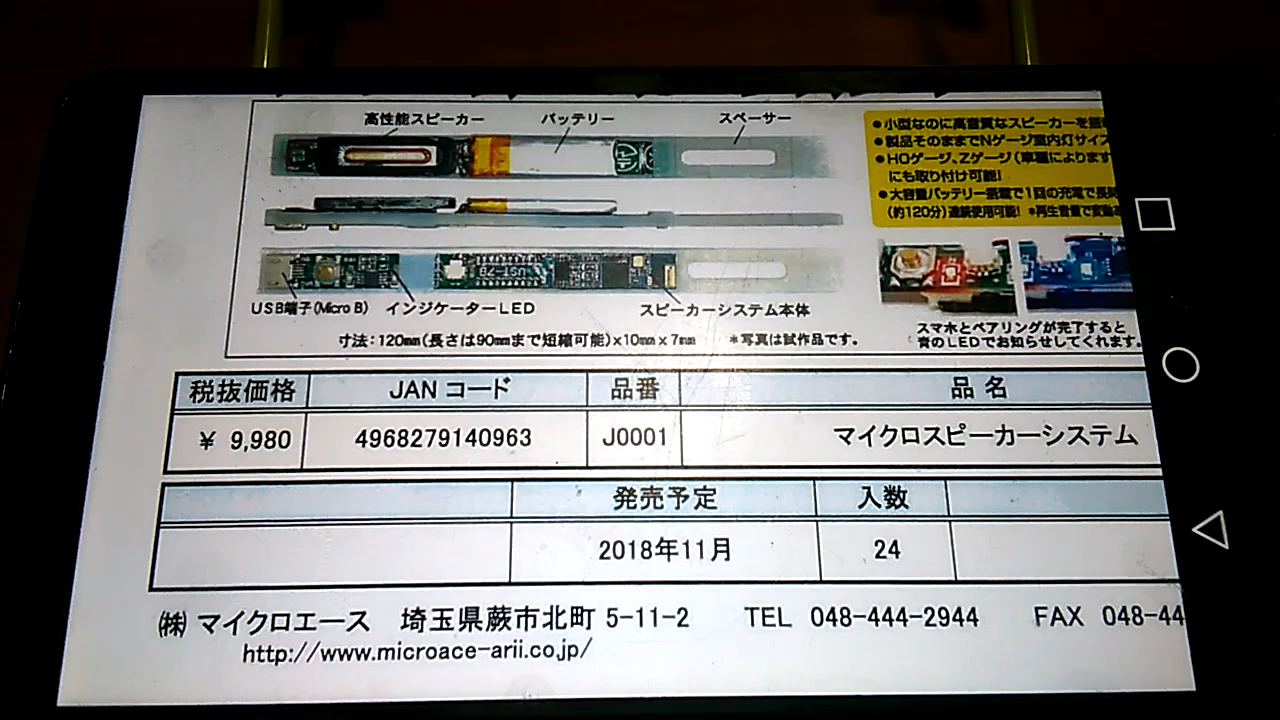 高性能スピーカー バッテリー スペーサー
●小型なのに高音質なスピーカーを
●製品そのままでNゲージ室内灯サイズ
●HOゲージ、Zゲージ(車種によります
にも取り付け可能!
●大容量バッテリー搭載で1回の充電で長時
(約120分)連続使用可能! *再生音量で変動
USB端子(Micro B) インジケーターLED スピーカーシステム本体
スマホとペアリングが完了すると
青のLEDでお知らせしてくれます。
寸法:120mm(長さは90mmまで短縮可能)×10mm×7mm *写真は試作品です。
税抜価格 JANコード 品番 品名
¥ 9,980 4968279140963 J0001 マイクロスピーカーシステム
発売予定 入数
2018年11月 24
㈱ マイクロエース 埼玉県蕨市北町 5-11-2 TEL 048-444-2944 FAX 048-44
http://www.microace-arii.co.jp/